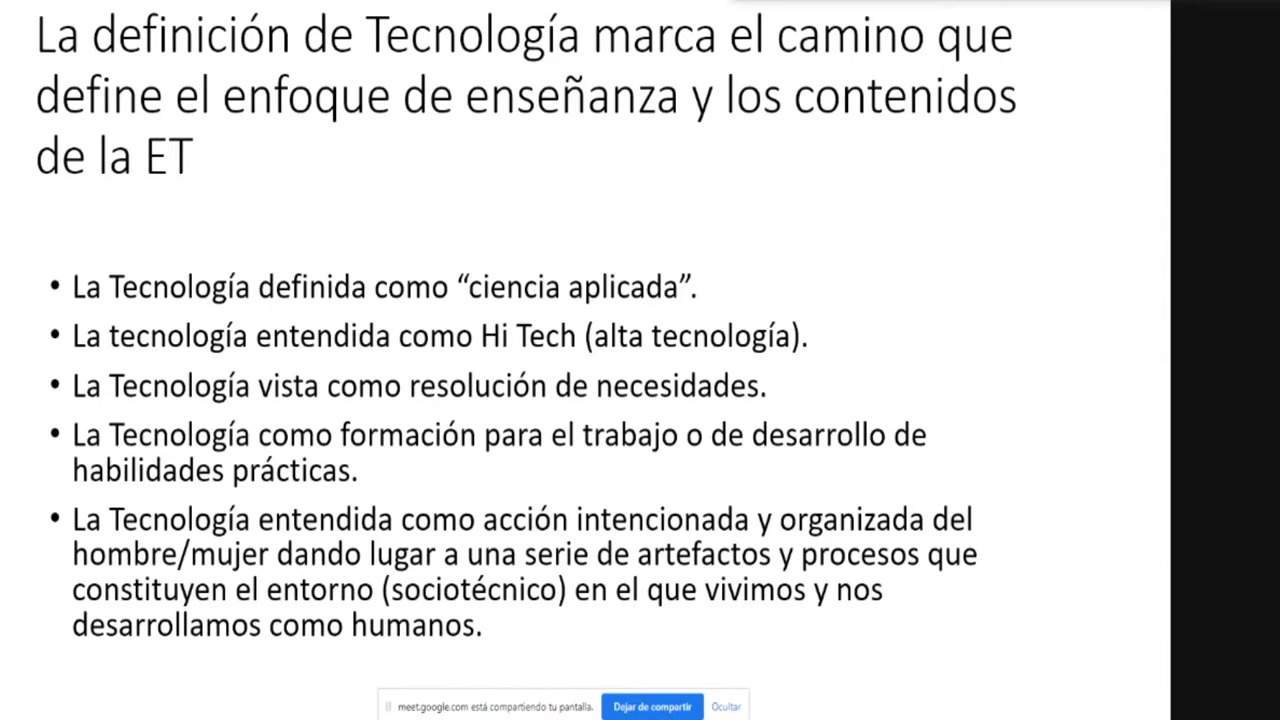 La definición de Tecnología marca el camino que
define el enfoque de enseñanza y los contenidos
de la ET
• La Tecnología definida como “ciencia aplicada”.
• La tecnología entendida como Hi Tech (alta tecnología).
• La Tecnología vista como resolución de necesidades.
• La Tecnología como formación para el trabajo o de desarrollo de
habilidades prácticas.
• La Tecnología entendida como acción intencionada y organizada del
hombre/mujer dando lugar a una serie de artefactos y procesos que
constituyen el entorno (sociotécnico) en el que vivimos y nos
desarrollamos como humanos.
meet.google.com está compartiendo tu pantalla. Dejar de compartir Ocultar